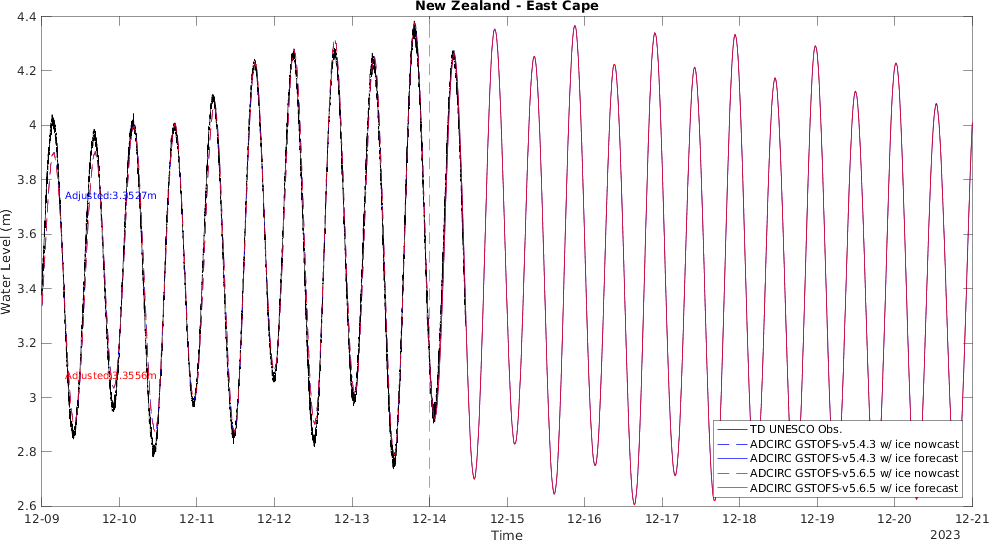 New Zealand - East Cape
4.4
4.2
4
3.8
3.6
3.4
3.2
3
2.8
2.6
Water Level (m)
Adjusted:3.3527m
Adjusted:3.3556m
TD UNESCO Obs.
ADCIRC GSTOFS-v5.4.3 w/ ice nowcast
ADCIRC GSTOFS-v5.4.3 w/ ice forecast
ADCIRC GSTOFS-v5.6.5 w/ ice nowcast
ADCIRC GSTOFS-v5.6.5 w/ ice forecast
12-09 12-10 12-11 12-12 12-13 12-14 12-15 12-16 12-17 12-18 12-19 12-20 12-21
Time
2023